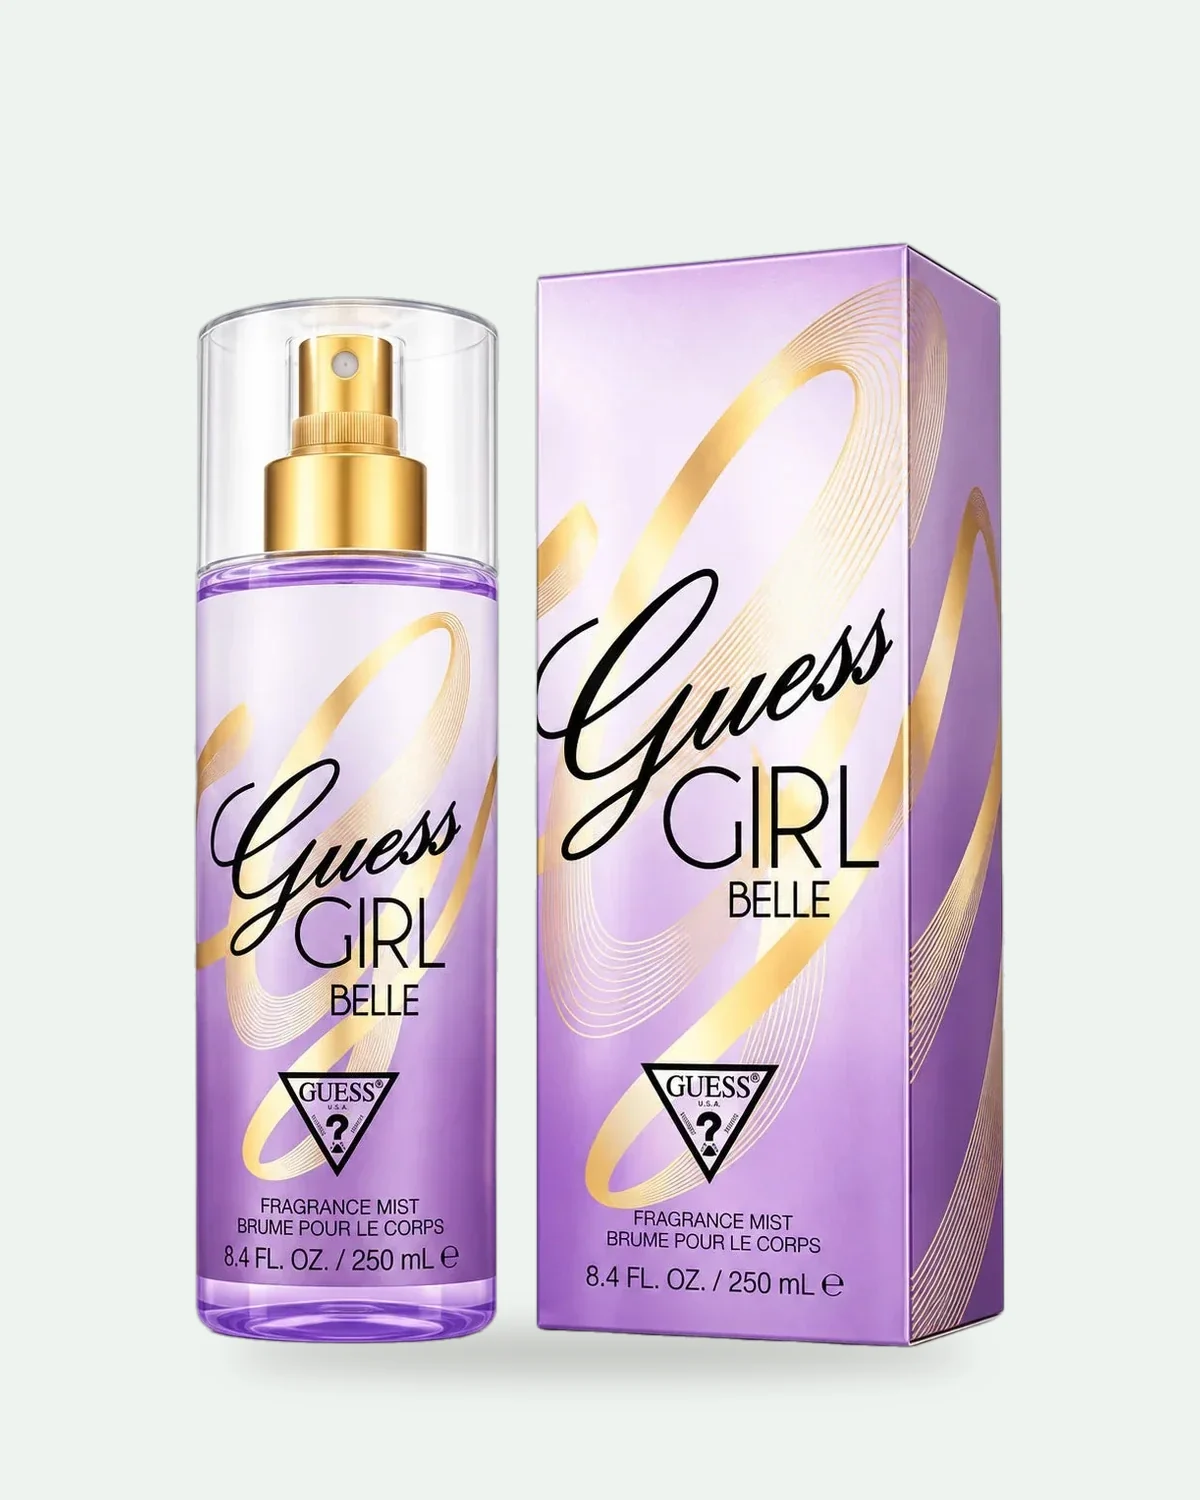 Guess
GIRL
BELLE
GUESS®
U.S.A.
?
FRAGRANCE MIST
BRUME POUR LE CORPS
8.4 FL. OZ. / 250 mL ℮
Guess
GIRL
BELLE
GUESS®
U.S.A.
?
FRAGRANCE MIST
BRUME POUR LE CORPS
8.4 FL. OZ. / 250 mL ℮